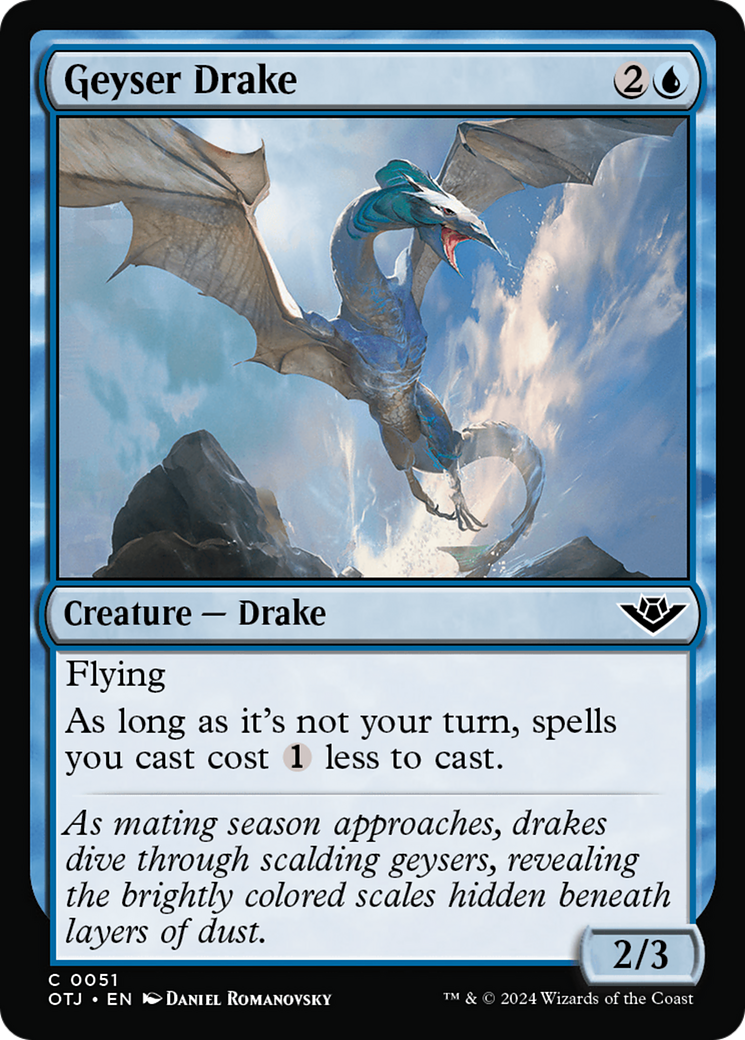 Geyser Drake 2
Creature — Drake
Flying
As long as it's not your turn, spells
you cast cost 1 less to cast.
As mating season approaches, drakes
dive through scalding geysers, revealing
the brightly colored scales hidden beneath
layers of dust.
2/3
C 0051
OTJ • EN Daniel Romanovsky
™ & © 2024 Wizards of the Coast